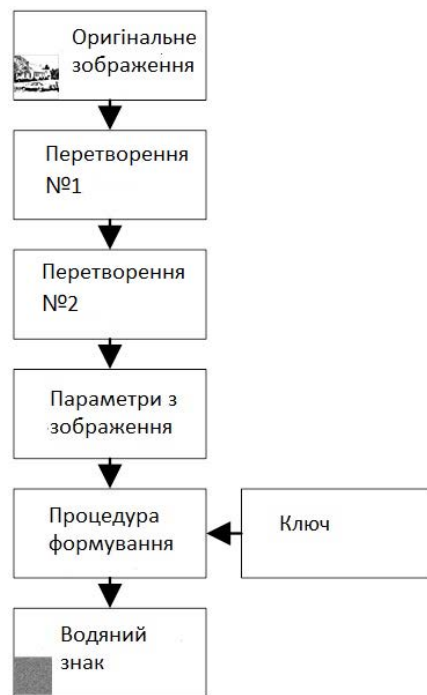 Оригінальне
зображення
Перетворення
№1
Перетворення
№2
Параметри з
зображення
Процедура
формування
Ключ
Водяний
знак